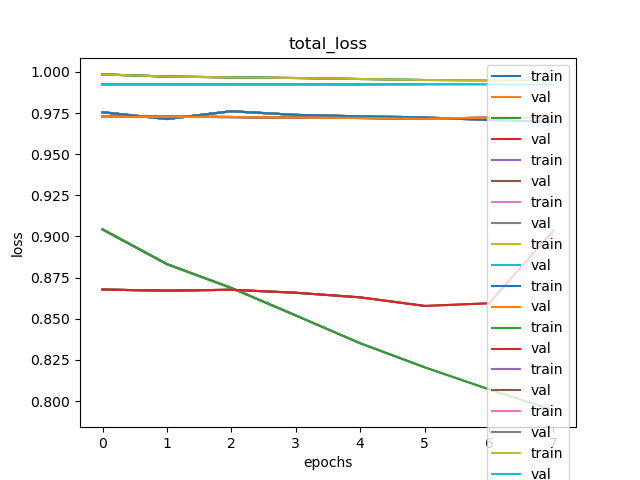 total_loss
loss
1.000
0.975
0.950
0.925
0.900
0.875
0.850
0.825
0.800
0 1 2 3 4 5 6 7
epochs
train
val
train
val
train
val
train
val
train
val
train
val
train
val
train
val
train
val
train
val